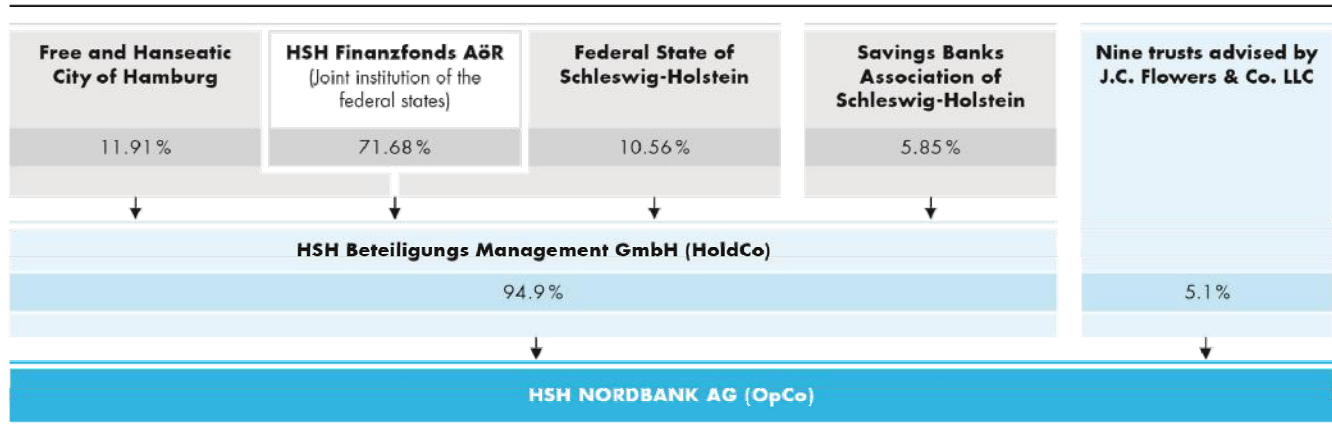 Free and Hanseatic
City of Hamburg
11.91%
HSH Finanzfonds AöR
(Joint institution of the
federal states)
71.68%
Federal State of
Schleswig-Holstein
10.56%
Savings Banks
Association of
Schleswig-Holstein
5.85%
Nine trusts advised by
J.C. Flowers & Co. LLC
HSH Beteiligungs Management GmbH (HoldCo)
94.9%
5.1%
HSH NORDBANK AG (OpCo)